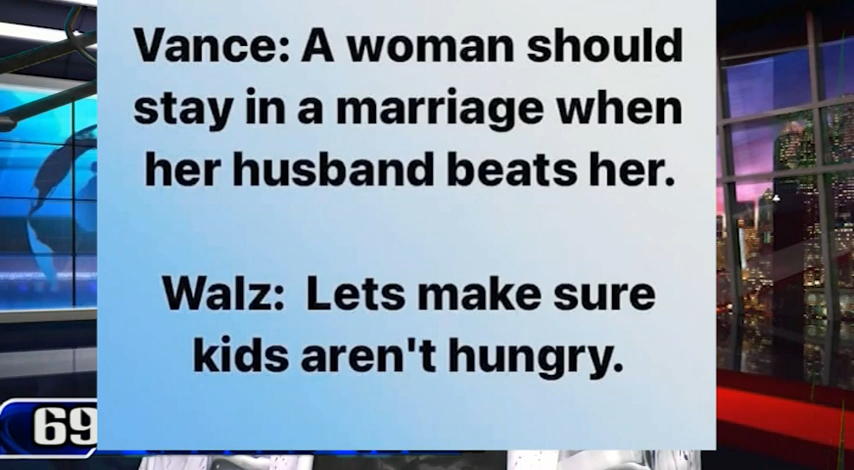 Vance: A woman should
stay in a marriage when
her husband beats her.
Walz:  Lets make sure
kids aren't hungry.
69